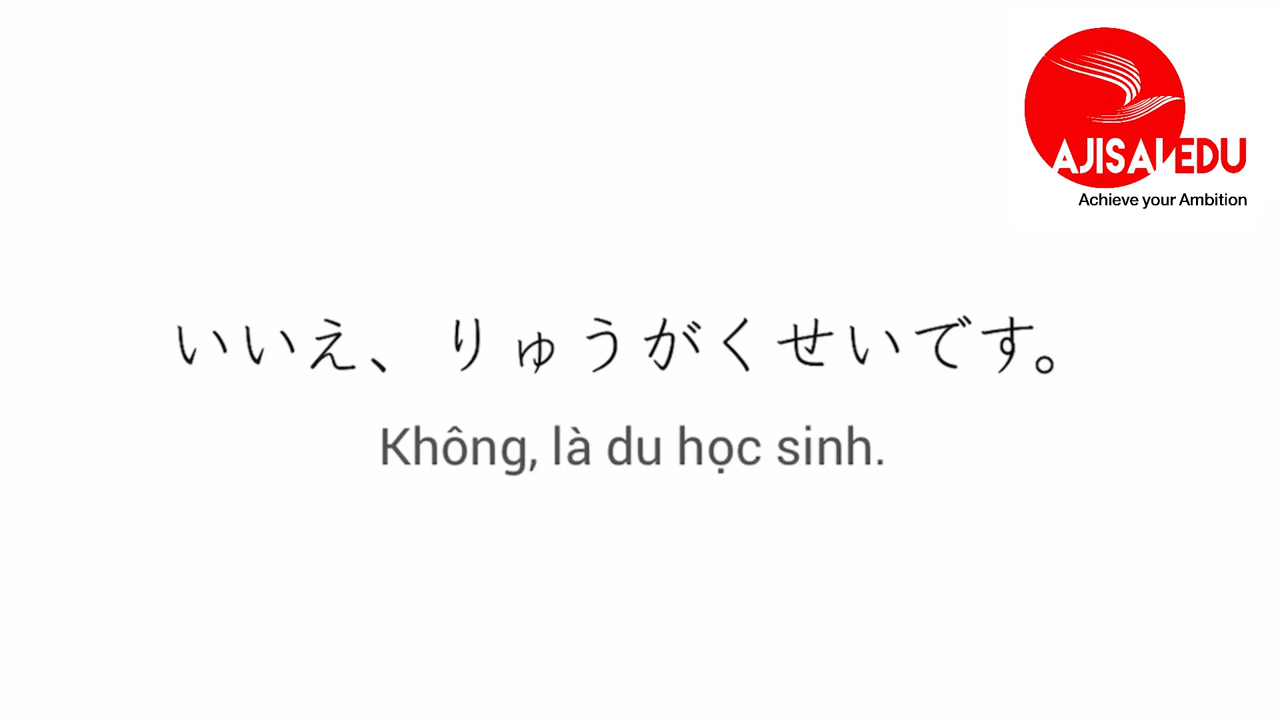 AJISAI EDU
Achieve your Ambition
いいえ、りゅうがくせいです。
Không, là du học sinh.